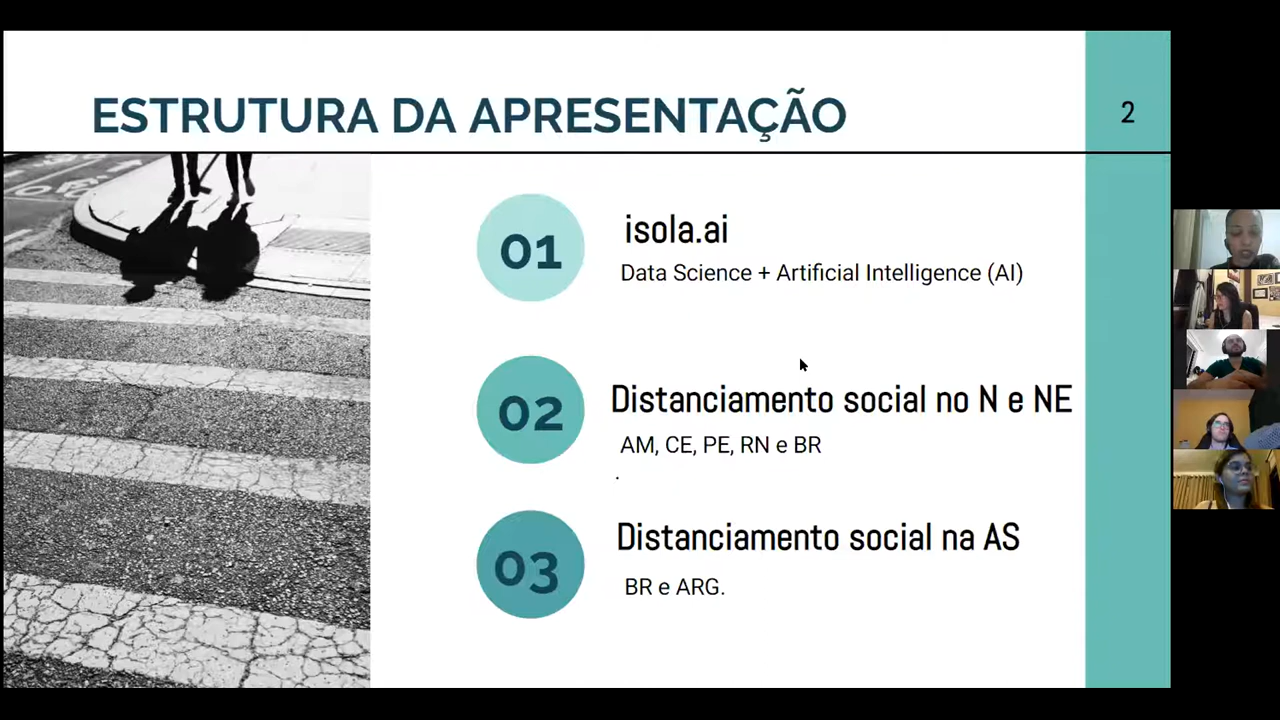 ESTRUTURA DA APRESENTAÇÃO
2
01
isola.ai
Data Science + Artificial Intelligence (AI)
02
Distanciamento social no N e NE
AM, CE, PE, RN e BR
.
03
Distanciamento social na AS
BR e ARG.